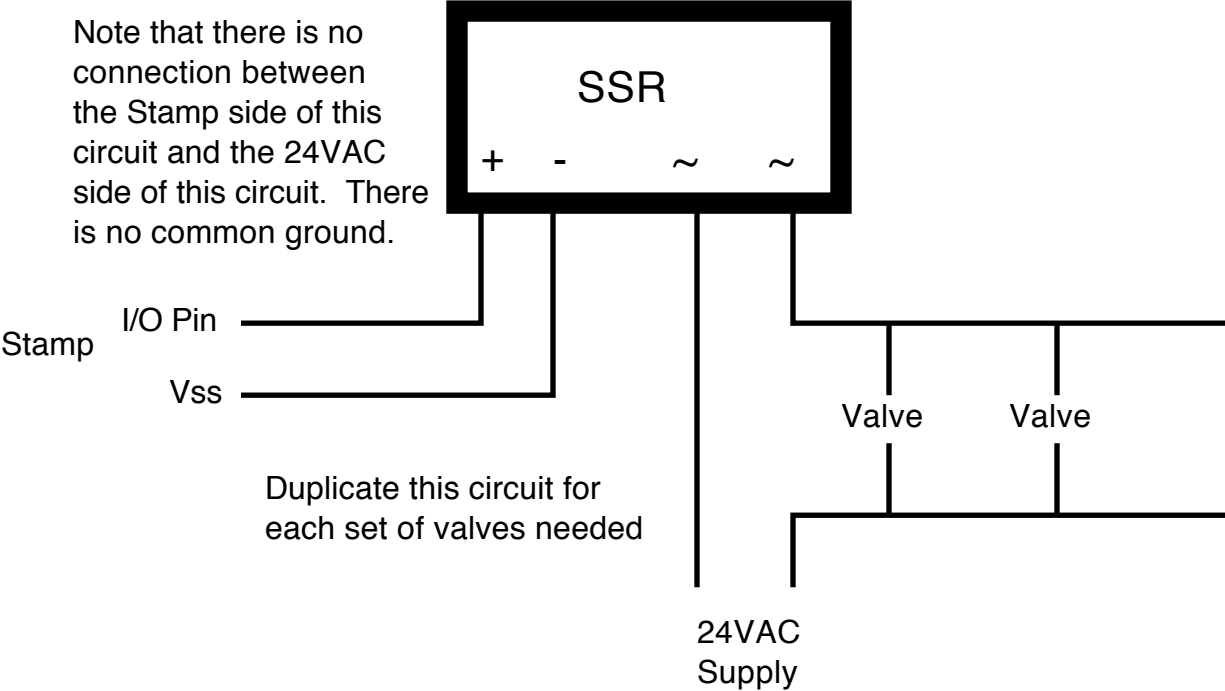 Note that there is no
connection between
the Stamp side of this
circuit and the 24VAC
side of this circuit.  There
is no common ground.
SSR
+ - ~ ~
I/O Pin
Stamp
Vss
Valve Valve
Duplicate this circuit for
each set of valves needed
24VAC
Supply